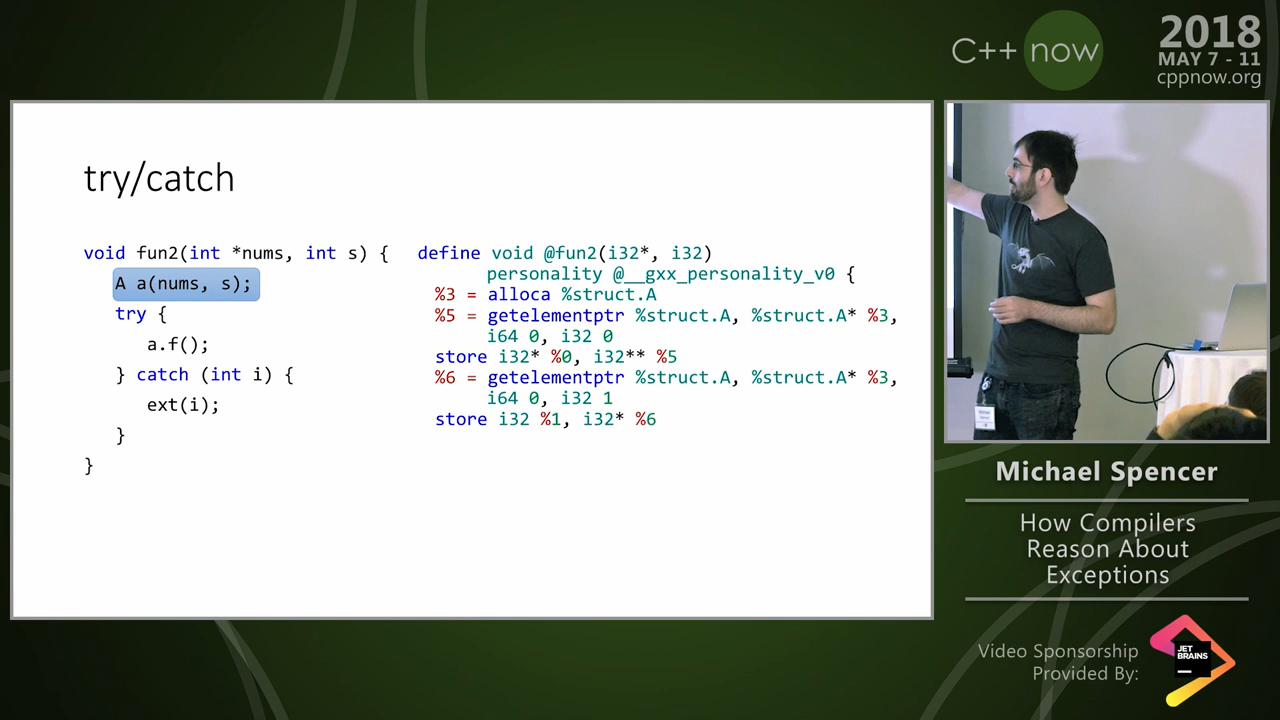 C++ now
2018
MAY 7 - 11
cppnow.org
try/catch
void fun2(int *nums, int s) {
A a(nums, s);
try {
a.f();
} catch (int i) {
ext(i);
}
}
define void @fun2(i32*, i32)
personality @__gxx_personality_v0 {
%3 = alloca %struct.A
%5 = getelementptr %struct.A, %struct.A* %3,
i64 0, i32 0
store i32* %0, i32** %5
%6 = getelementptr %struct.A, %struct.A* %3,
i64 0, i32 1
store i32 %1, i32* %6
Michael Spencer
How Compilers
Reason About
Exceptions
Video Sponsorship
Provided By:
JET
BRAINS